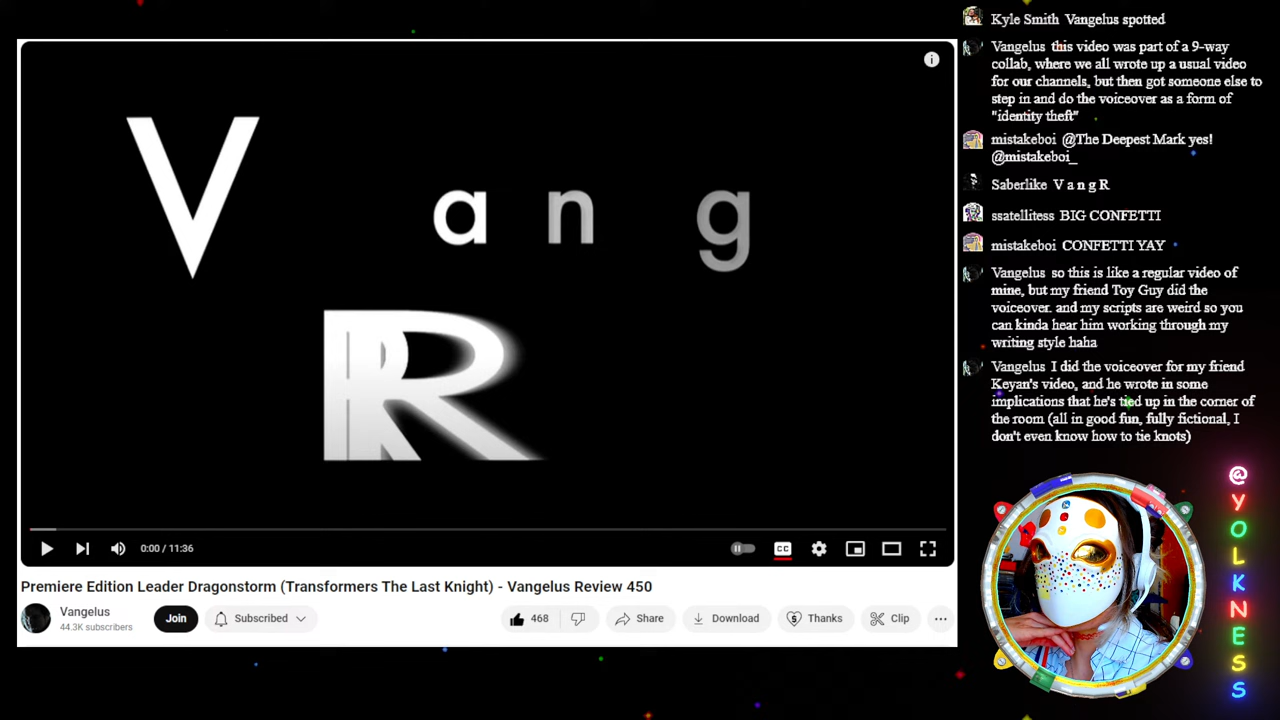 V
a n g
R
0:00 / 11:36
CC
Premiere Edition Leader Dragonstorm (Transformers The Last Knight) - Vangelus Review 450
Vangelus
44.3K subscribers
Join
Subscribed
468
Share
Download
Thanks
Clip
Kyle Smith Vangelus spotted
Vangelus this video was part of a 9-way
collab, where we all wrote up a usual video
for our channels, but then got someone else to
step in and do the voiceover as a form of
"identity theft"
mistakeboi @The Deepest Mark yes!
@mistakeboi_
Saberlike V a n g R
ssatellitess BIG CONFETTI
mistakeboi CONFETTI YAY
Vangelus so this is like a regular video of
mine, but my friend Toy Guy did the
voiceover. and my scripts are weird so you
can kinda hear him working through my
writing style haha
Vangelus I did the voiceover for my friend
Keyan's video, and he wrote in some
implications that he's tied up in the corner of
the room (all in good fun, fully fictional, I
don't even know how to tie knots)
@YOLKNESS